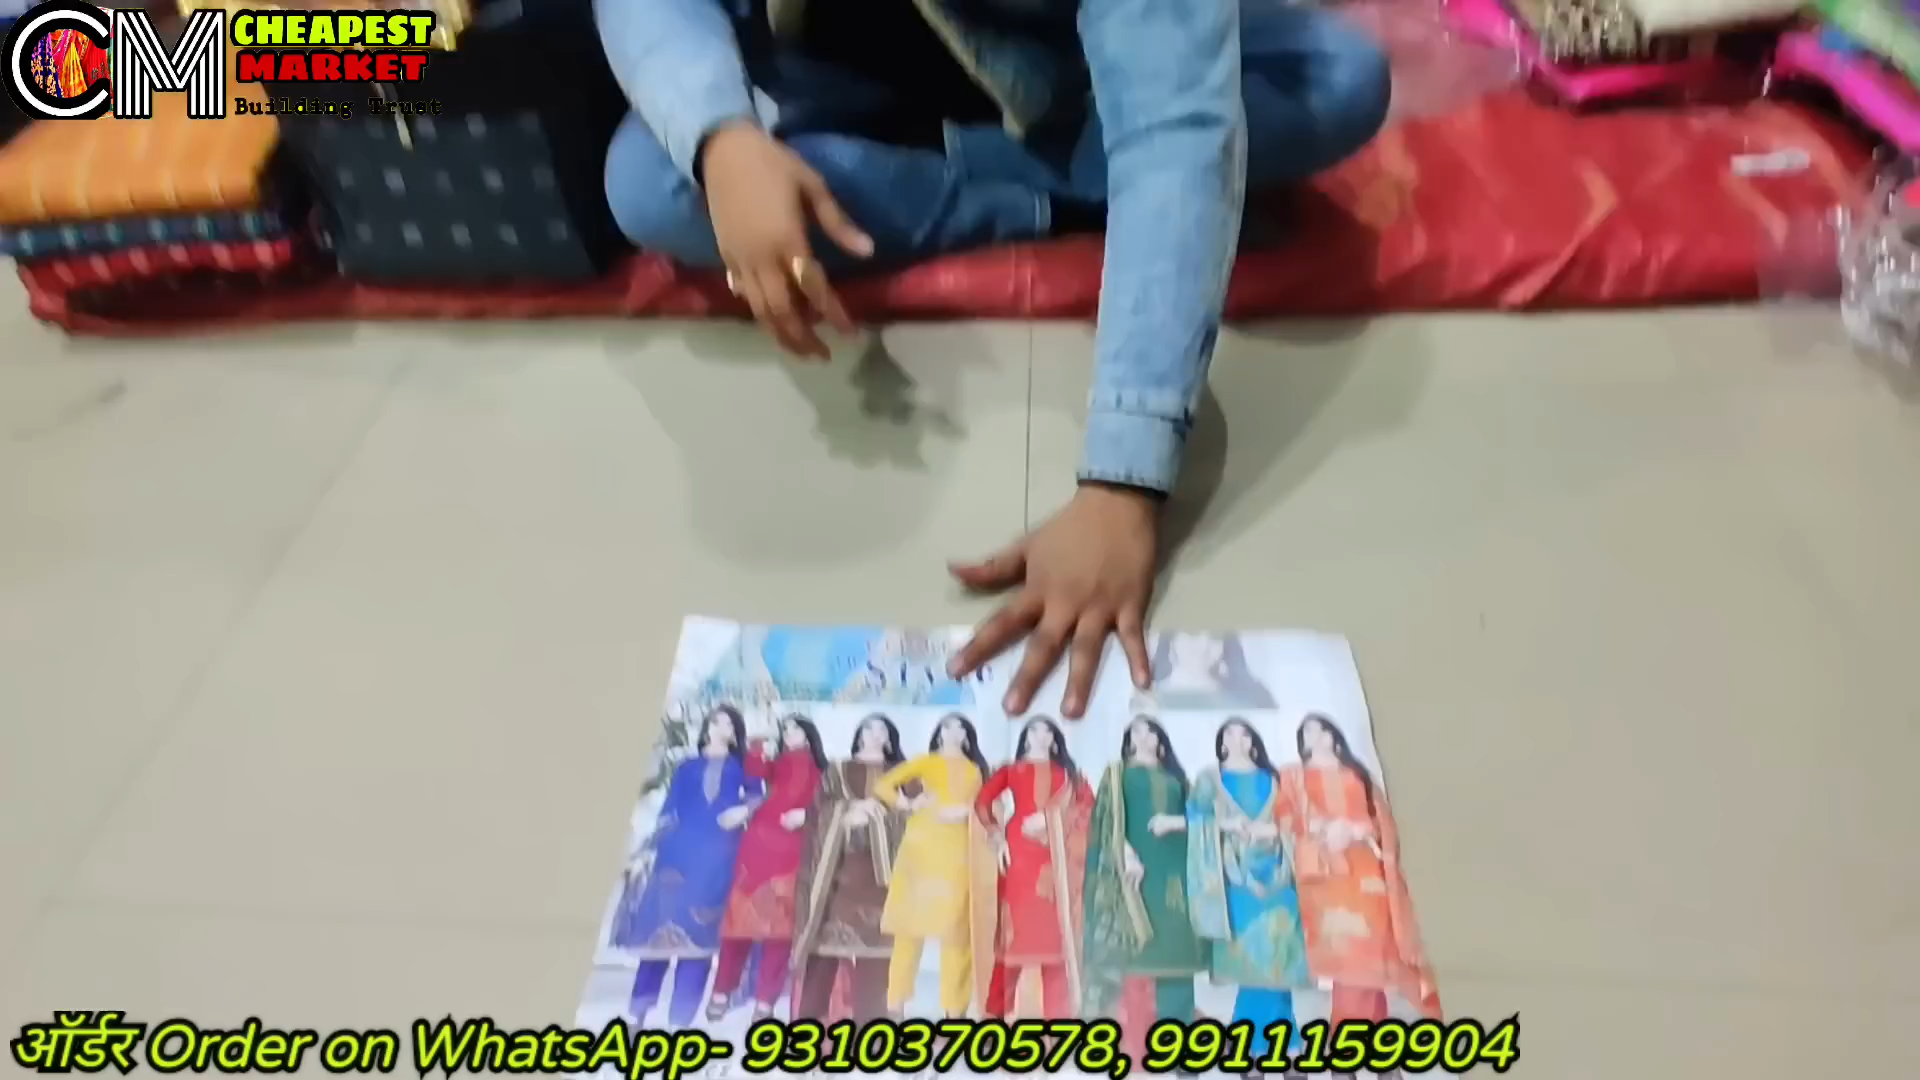 CM CHEAPEST
MARKET
Building Trust
ऑर्डर Order on WhatsApp- 9310370578, 9911159904